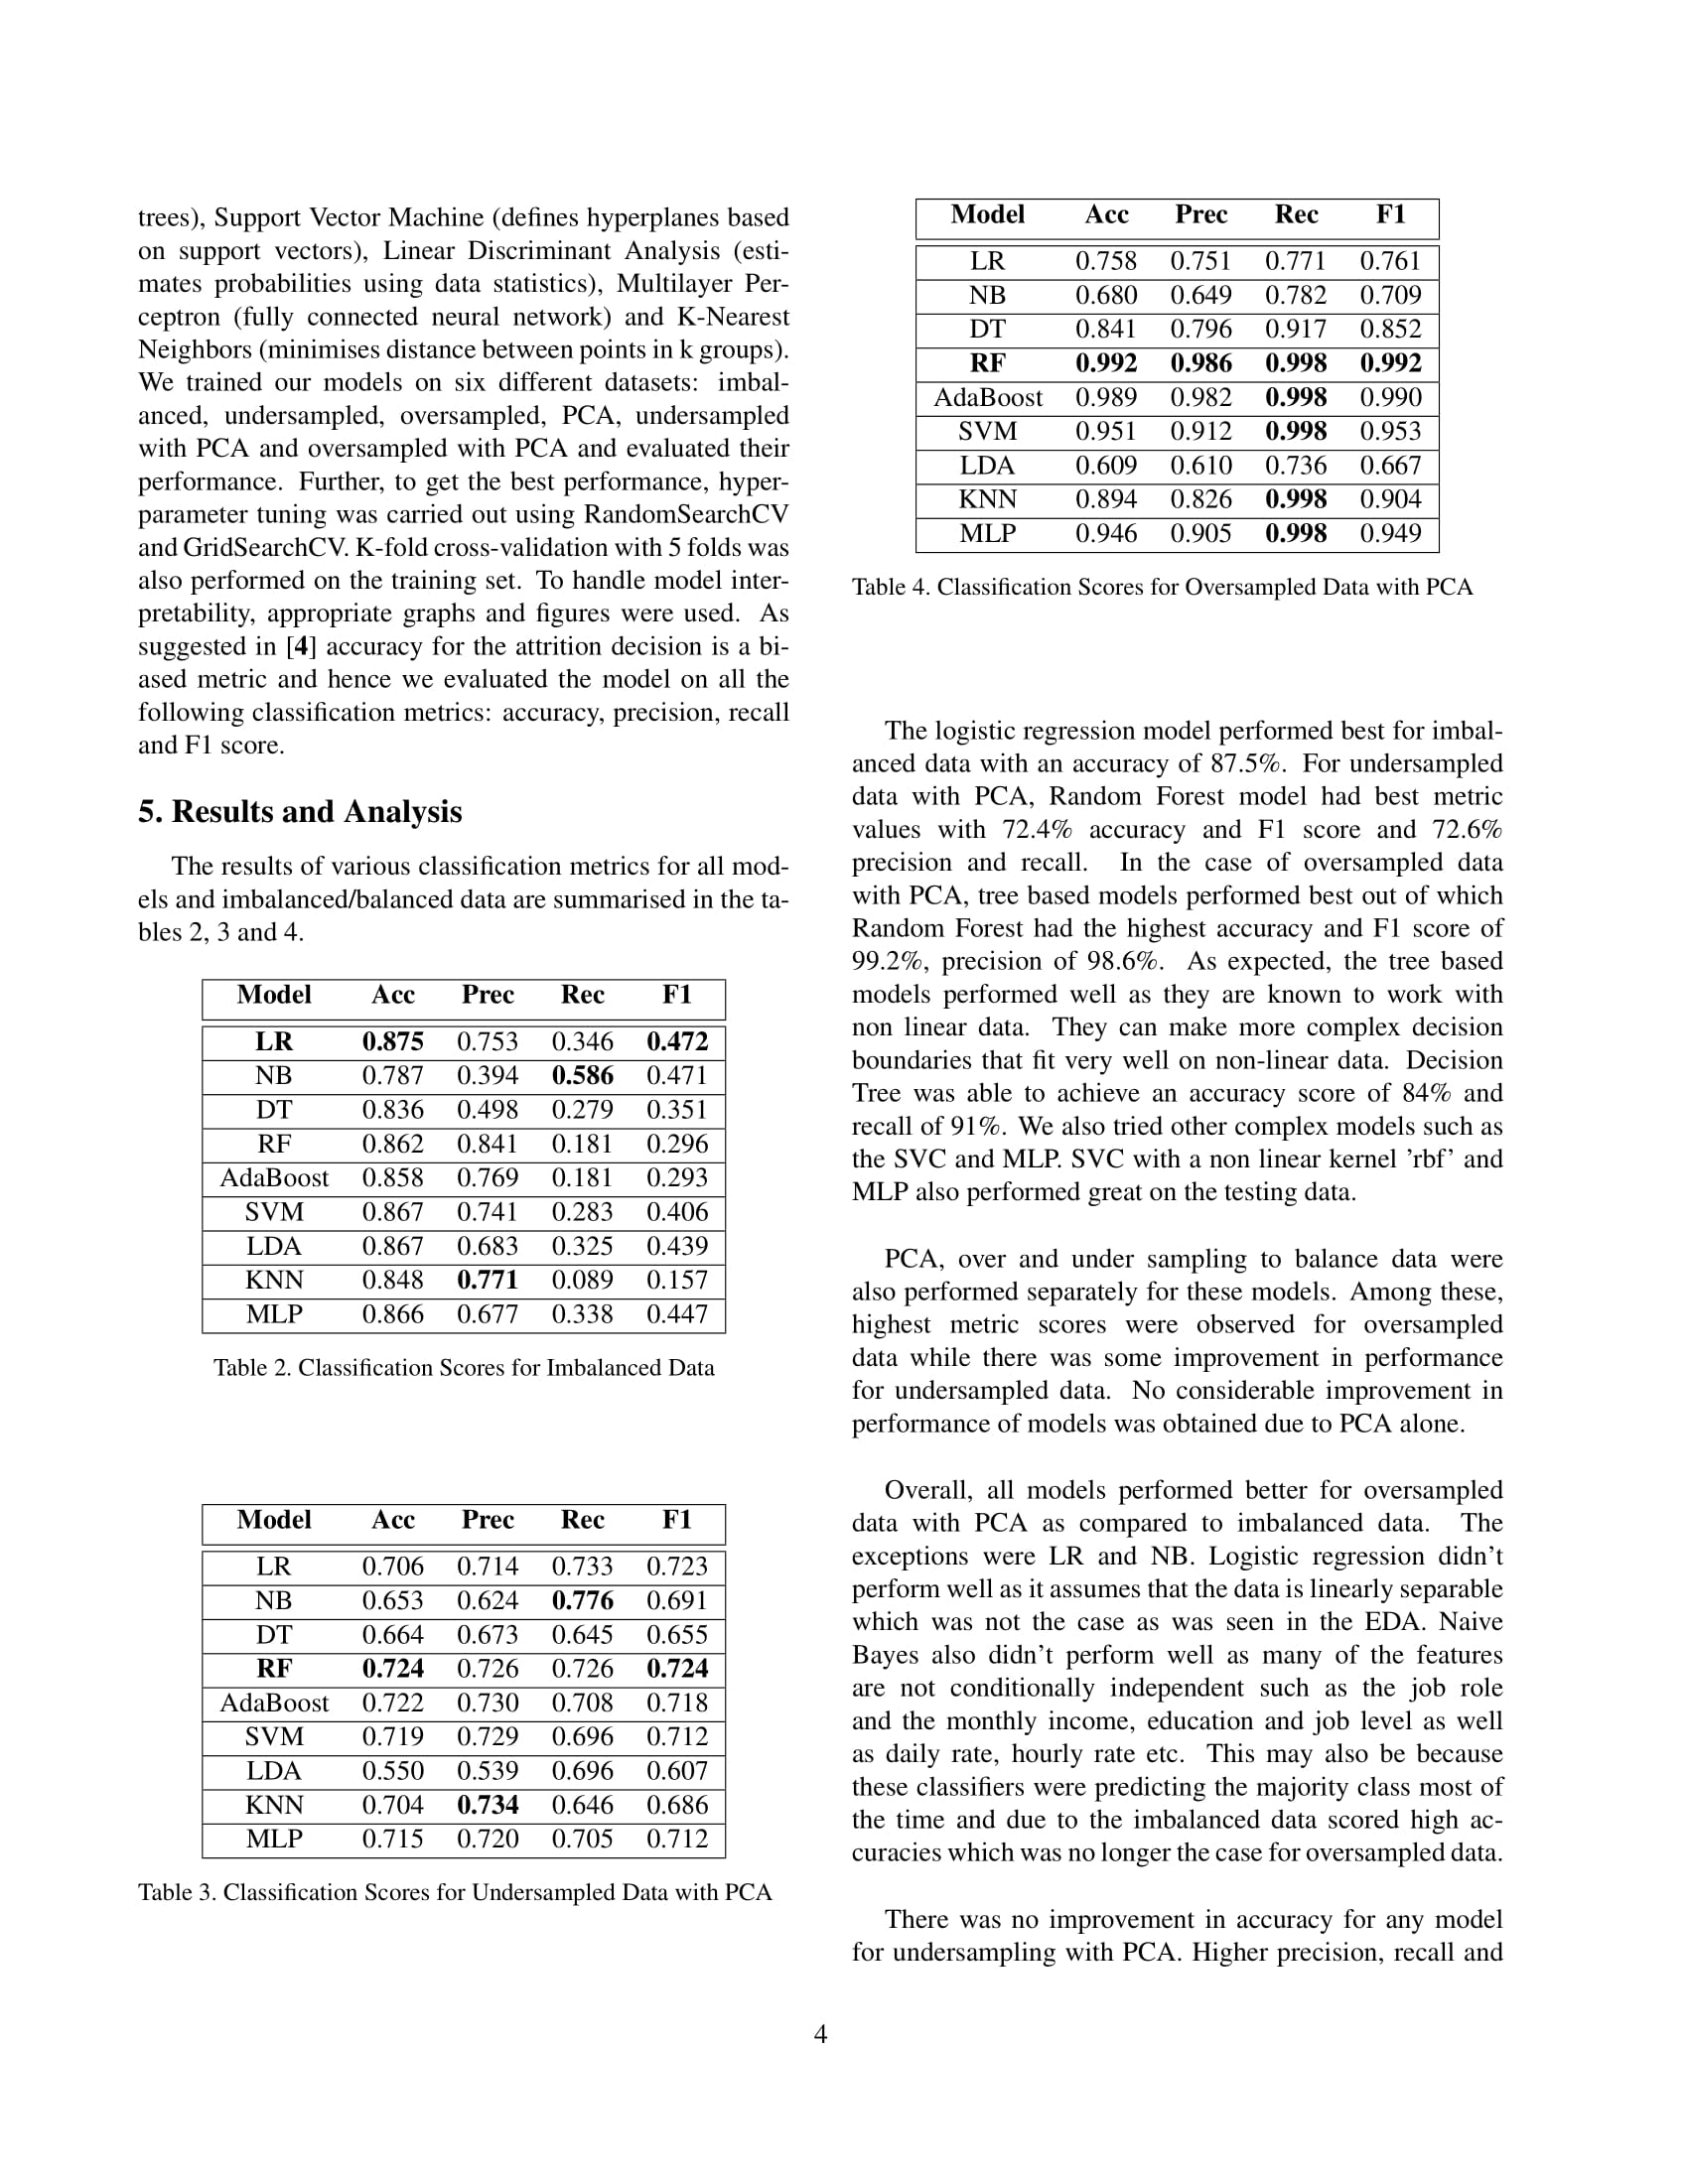 trees), Support Vector Machine (defines hyperplanes based
on support vectors), Linear Discriminant Analysis (esti-
mates probabilities using data statistics), Multilayer Per-
ceptron (fully connected neural network) and K-Nearest
Neighbors (minimises distance between points in k groups).
We trained our models on six different datasets: imbal-
anced, undersampled, oversampled, PCA, undersampled
with PCA and oversampled with PCA and evaluated their
performance. Further, to get the best performance, hyper-
parameter tuning was carried out using RandomSearchCV
and GridSearchCV. K-fold cross-validation with 5 folds was
also performed on the training set. To handle model inter-
pretability, appropriate graphs and figures were used. As
suggested in [4] accuracy for the attrition decision is a bi-
ased metric and hence we evaluated the model on all the
following classification metrics: accuracy, precision, recall
and F1 score.
5. Results and Analysis
The results of various classification metrics for all mod-
els and imbalanced/balanced data are summarised in the ta-
bles 2, 3 and 4.
Model Acc Prec Rec F1
LR 0.875 0.753 0.346 0.472
NB 0.787 0.394 0.586 0.471
DT 0.836 0.498 0.279 0.351
RF 0.862 0.841 0.181 0.296
AdaBoost 0.858 0.769 0.181 0.293
SVM 0.867 0.741 0.283 0.406
LDA 0.867 0.683 0.325 0.439
KNN 0.848 0.771 0.089 0.157
MLP 0.866 0.677 0.338 0.447
Table 2. Classification Scores for Imbalanced Data
Model Acc Prec Rec F1
LR 0.706 0.714 0.733 0.723
NB 0.653 0.624 0.776 0.691
DT 0.664 0.673 0.645 0.655
RF 0.724 0.726 0.726 0.724
AdaBoost 0.722 0.730 0.708 0.718
SVM 0.719 0.729 0.696 0.712
LDA 0.550 0.539 0.696 0.607
KNN 0.704 0.734 0.646 0.686
MLP 0.715 0.720 0.705 0.712
Table 3. Classification Scores for Undersampled Data with PCA
Model Acc Prec Rec F1
LR 0.758 0.751 0.771 0.761
NB 0.680 0.649 0.782 0.709
DT 0.841 0.796 0.917 0.852
RF 0.992 0.986 0.998 0.992
AdaBoost 0.989 0.982 0.998 0.990
SVM 0.951 0.912 0.998 0.953
LDA 0.609 0.610 0.736 0.667
KNN 0.894 0.826 0.998 0.904
MLP 0.946 0.905 0.998 0.949
Table 4. Classification Scores for Oversampled Data with PCA
The logistic regression model performed best for imbal-
anced data with an accuracy of 87.5%. For undersampled
data with PCA, Random Forest model had best metric
values with 72.4% accuracy and F1 score and 72.6%
precision and recall. In the case of oversampled data
with PCA, tree based models performed best out of which
Random Forest had the highest accuracy and F1 score of
99.2%, precision of 98.6%. As expected, the tree based
models performed well as they are known to work with
non linear data. They can make more complex decision
boundaries that fit very well on non-linear data. Decision
Tree was able to achieve an accuracy score of 84% and
recall of 91%. We also tried other complex models such as
the SVC and MLP. SVC with a non linear kernel 'rbf' and
MLP also performed great on the testing data.
PCA, over and under sampling to balance data were
also performed separately for these models. Among these,
highest metric scores were observed for oversampled
data while there was some improvement in performance
for undersampled data. No considerable improvement in
performance of models was obtained due to PCA alone.
Overall, all models performed better for oversampled
data with PCA as compared to imbalanced data. The
exceptions were LR and NB. Logistic regression didn't
perform well as it assumes that the data is linearly separable
which was not the case as was seen in the EDA. Naive
Bayes also didn't perform well as many of the features
are not conditionally independent such as the job role
and the monthly income, education and job level as well
as daily rate, hourly rate etc. This may also be because
these classifiers were predicting the majority class most of
the time and due to the imbalanced data scored high ac-
curacies which was no longer the case for oversampled data.
There was no improvement in accuracy for any model
for undersampling with PCA. Higher precision, recall and
4